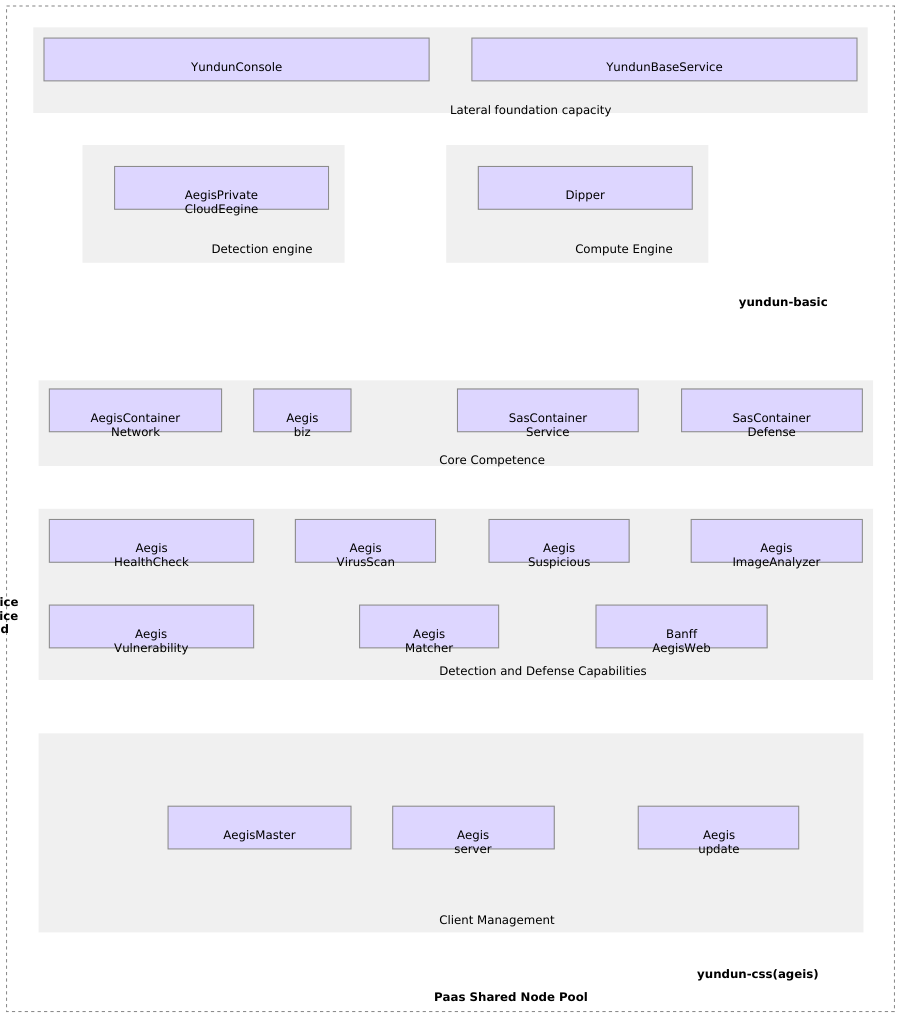 YundunConsole
YundunBaseService
Lateral foundation capacity
AegisPrivate
CloudEegine
Detection engine
Dipper
Compute Engine
yundun-basic
AegisContainer
Network
Aegis
biz
SasContainer
Service
SasContainer
Defense
Core Competence
Aegis
HealthCheck
Aegis
VirusScan
Aegis
Suspicious
Aegis
ImageAnalyzer
ice
ice
d
Aegis
Vulnerability
Aegis
Matcher
Banff
AegisWeb
Detection and Defense Capabilities
AegisMaster
Aegis
server
Aegis
update
Client Management
yundun-css(ageis)
Paas Shared Node Pool